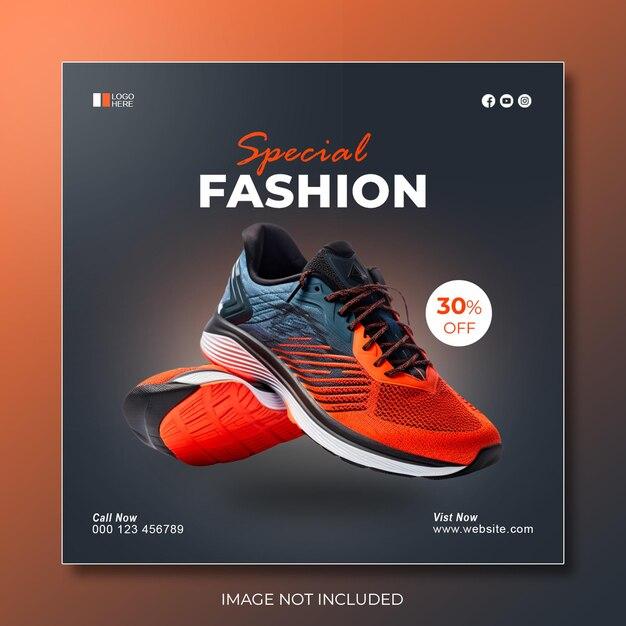 LOGO
HERE
Special
FASHION
30%
OFF
Call Now
000 123 456789
Vist Now
www.website.com
IMAGE NOT INCLUDED